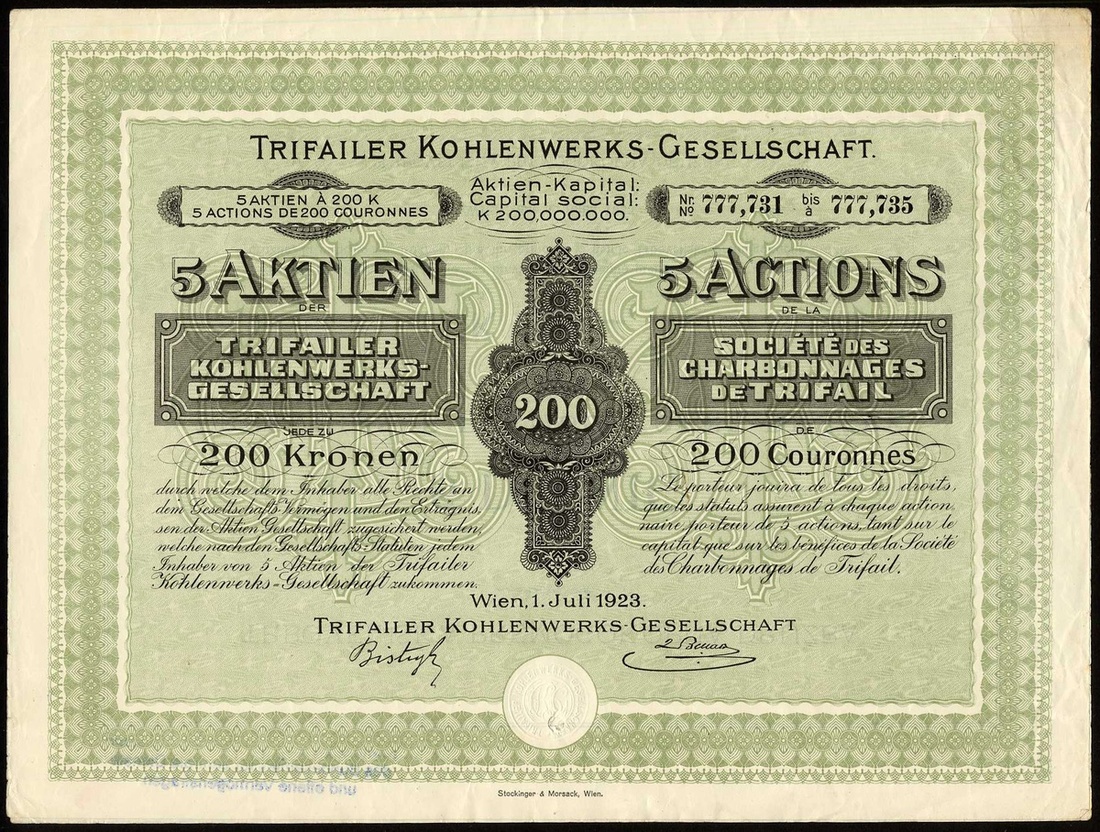 TRIFAILER KOHLENWERKS-GESELLSCHAFT.
5 AKTIEN À 200 K
5 ACTIONS DE 200 COURONNES
Aktien-Kapital:
Capital social:
K 200,000.000.
Nr. 777,731 bis 777,735
No à
5 AKTIEN
DER
TRIFAILER
KOHLENWERKS-
GESELLSCHAFT
JEDE ZU
200 Kronen
durch welche dem Inhaber alle Rechte an
dem Gesellschafts Vermögen und den Erträgnis,
sen der Aktien Gesellschaft zugesichert werden,
welche nach den Gesellschafts-Statuten jedem
Inhaber von 5 Aktien der Trifailer
Kohlenwerks-Gesellschaft zukommen.
200
5 ACTIONS
DE LA
SOCIÉTÉ DES
CHARBONNAGES
DE TRIFAIL
DE
200 Couronnes
Le porteur jouira de tous les droits,
que les statuts assurent à chaque action,
naire porteur de 5 actions, tant sur le
capital que sur les bénéfices de la Société
des Charbonnages de Trifail.
Wien, 1. Juli 1923.
TRIFAILER KOHLENWERKS-GESELLSCHAFT
Stockinger & Morsack, Wien.